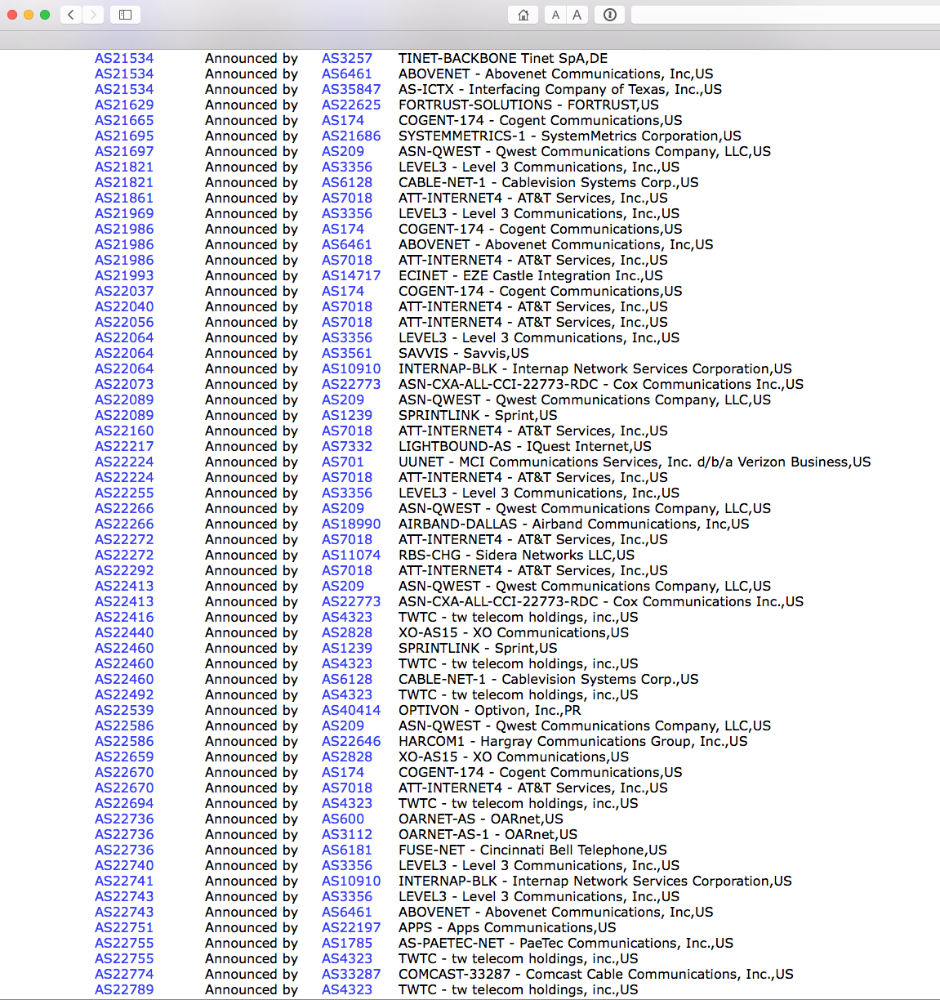 A A
AS21534 Announced by AS3257 TINET-BACKBONE Tinet SpA,DE
AS21534 Announced by AS6461 ABOVENET - Abovenet Communications, Inc,US
AS21534 Announced by AS35847 AS-ICTX - Interfacing Company of Texas, Inc.,US
AS21629 Announced by AS22625 FORTRUST-SOLUTIONS - FORTRUST,US
AS21665 Announced by AS174 COGENT-174 - Cogent Communications,US
AS21695 Announced by AS21686 SYSTEMMETRICS-1 - SystemMetrics Corporation,US
AS21697 Announced by AS209 ASN-QWEST - Qwest Communications Company, LLC,US
AS21821 Announced by AS3356 LEVEL3 - Level 3 Communications, Inc.,US
AS21821 Announced by AS6128 CABLE-NET-1 - Cablevision Systems Corp.,US
AS21861 Announced by AS7018 ATT-INTERNET4 - AT&T Services, Inc.,US
AS21969 Announced by AS3356 LEVEL3 - Level 3 Communications, Inc.,US
AS21986 Announced by AS174 COGENT-174 - Cogent Communications,US
AS21986 Announced by AS6461 ABOVENET - Abovenet Communications, Inc,US
AS21986 Announced by AS7018 ATT-INTERNET4 - AT&T Services, Inc.,US
AS21993 Announced by AS14717 ECINET - EZE Castle Integration Inc.,US
AS22037 Announced by AS174 COGENT-174 - Cogent Communications,US
AS22040 Announced by AS7018 ATT-INTERNET4 - AT&T Services, Inc.,US
AS22056 Announced by AS7018 ATT-INTERNET4 - AT&T Services, Inc.,US
AS22064 Announced by AS3356 LEVEL3 - Level 3 Communications, Inc.,US
AS22064 Announced by AS3561 SAVVIS - Savvis,US
AS22064 Announced by AS10910 INTERNAP-BLK - Internap Network Services Corporation,US
AS22073 Announced by AS22773 ASN-CXA-ALL-CCI-22773-RDC - Cox Communications Inc.,US
AS22089 Announced by AS209 ASN-QWEST - Qwest Communications Company, LLC,US
AS22089 Announced by AS1239 SPRINTLINK - Sprint,US
AS22160 Announced by AS7018 ATT-INTERNET4 - AT&T Services, Inc.,US
AS22217 Announced by AS7332 LIGHTBOUND-AS - IQuest Internet,US
AS22224 Announced by AS701 UUNET - MCI Communications Services, Inc. d/b/a Verizon Business,US
AS22224 Announced by AS7018 ATT-INTERNET4 - AT&T Services, Inc.,US
AS22255 Announced by AS3356 LEVEL3 - Level 3 Communications, Inc.,US
AS22266 Announced by AS209 ASN-QWEST - Qwest Communications Company, LLC,US
AS22266 Announced by AS18990 AIRBAND-DALLAS - Airband Communications, Inc,US
AS22272 Announced by AS7018 ATT-INTERNET4 - AT&T Services, Inc.,US
AS22272 Announced by AS11074 RBS-CHG - Sidera Networks LLC,US
AS22292 Announced by AS7018 ATT-INTERNET4 - AT&T Services, Inc.,US
AS22413 Announced by AS209 ASN-QWEST - Qwest Communications Company, LLC,US
AS22413 Announced by AS22773 ASN-CXA-ALL-CCI-22773-RDC - Cox Communications Inc.,US
AS22416 Announced by AS4323 TWTC - tw telecom holdings, inc.,US
AS22440 Announced by AS2828 XO-AS15 - XO Communications,US
AS22460 Announced by AS1239 SPRINTLINK - Sprint,US
AS22460 Announced by AS4323 TWTC - tw telecom holdings, inc.,US
AS22460 Announced by AS6128 CABLE-NET-1 - Cablevision Systems Corp.,US
AS22492 Announced by AS4323 TWTC - tw telecom holdings, inc.,US
AS22539 Announced by AS40414 OPTIVON - Optivon, Inc.,PR
AS22586 Announced by AS209 ASN-QWEST - Qwest Communications Company, LLC,US
AS22586 Announced by AS22646 HARCOM1 - Hargray Communications Group, Inc.,US
AS22659 Announced by AS2828 XO-AS15 - XO Communications,US
AS22670 Announced by AS174 COGENT-174 - Cogent Communications,US
AS22670 Announced by AS7018 ATT-INTERNET4 - AT&T Services, Inc.,US
AS22694 Announced by AS4323 TWTC - tw telecom holdings, inc.,US
AS22736 Announced by AS600 OARNET-AS - OARnet,US
AS22736 Announced by AS3112 OARNET-AS-1 - OARnet,US
AS22736 Announced by AS6181 FUSE-NET - Cincinnati Bell Telephone,US
AS22740 Announced by AS3356 LEVEL3 - Level 3 Communications, Inc.,US
AS22741 Announced by AS10910 INTERNAP-BLK - Internap Network Services Corporation,US
AS22743 Announced by AS3356 LEVEL3 - Level 3 Communications, Inc.,US
AS22743 Announced by AS6461 ABOVENET - Abovenet Communications, Inc,US
AS22751 Announced by AS22197 APPS - Apps Communications,US
AS22755 Announced by AS1785 AS-PAETEC-NET - PaeTec Communications, Inc.,US
AS22755 Announced by AS4323 TWTC - tw telecom holdings, inc.,US
AS22774 Announced by AS33287 COMCAST-33287 - Comcast Cable Communications, Inc.,US
AS22789 Announced by AS4323 TWTC - tw telecom holdings, inc.,US